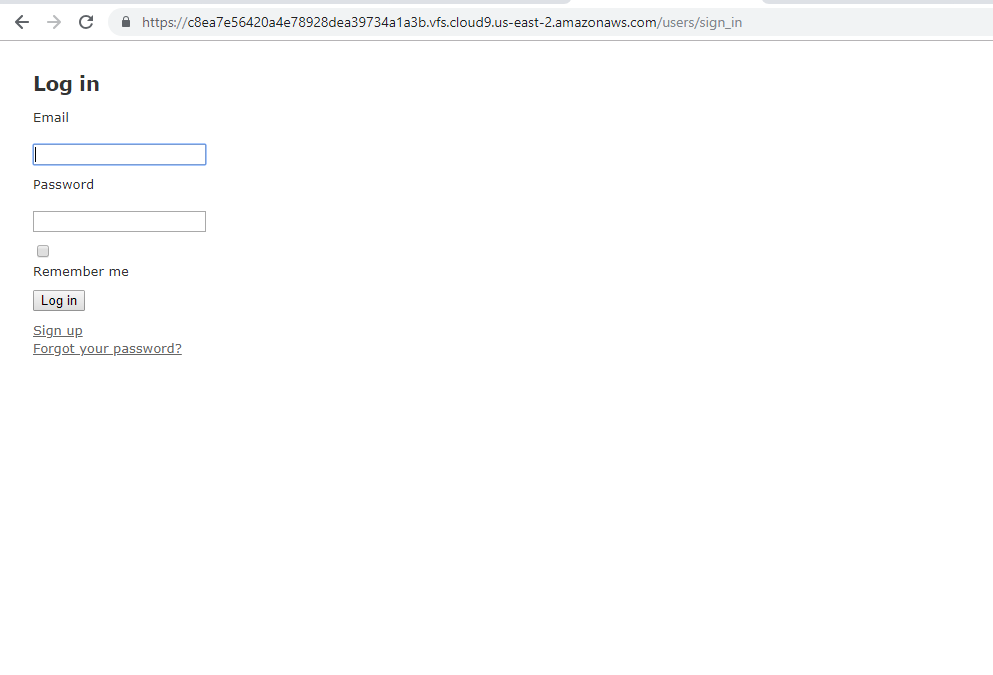 https://c8ea7e56420a4e78928dea39734a1a3b.vfs.cloud9.us-east-2.amazonaws.com/users/sign_in
Log in
Email
Password
Remember me
Log in
Sign up
Forgot your password?